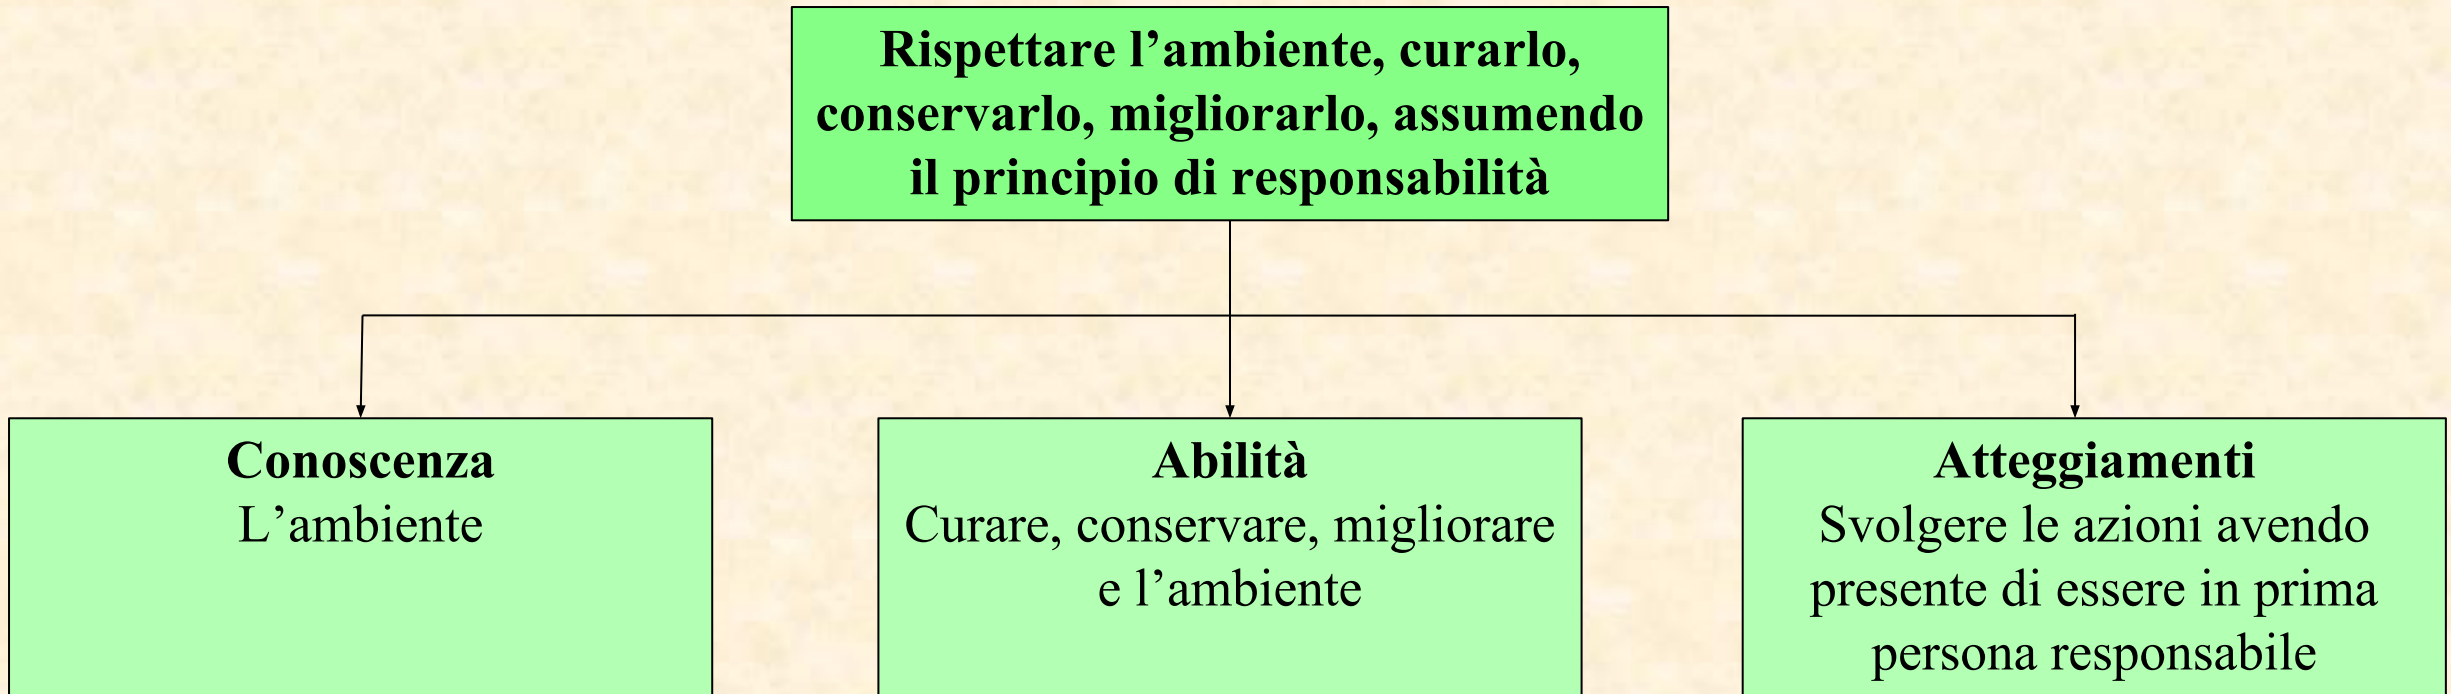 Rispettare l’ambiente, curarlo,
conservarlo, migliorarlo, assumendo
il principio di responsabilità
Conoscenza
L’ambiente
Abilità
Curare, conservare, migliorare
e l’ambiente
Atteggiamenti
Svolgere le azioni avendo
presente di essere in prima
persona responsabile